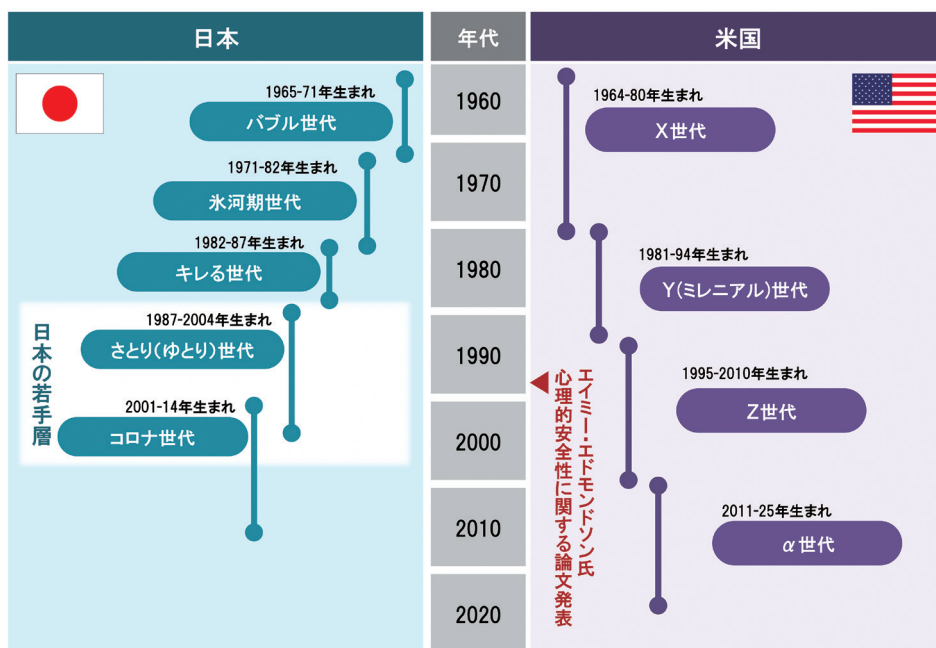 日本
年代
米国
1965-71年生まれ
バブル世代
1971-82年生まれ
氷河期世代
1982-87年生まれ
キレる世代
日本の若手層
1987-2004年生まれ
さとり(ゆとり)世代
2001-14年生まれ
コロナ世代
1960
1970
1980
1990
2000
2010
2020
1964-80年生まれ
X世代
1981-94年生まれ
Y(ミレニアル)世代
1995-2010年生まれ
Z世代
2011-25年生まれ
α世代
エイミー・エドモンドソン氏
心理的安全性に関する論文発表